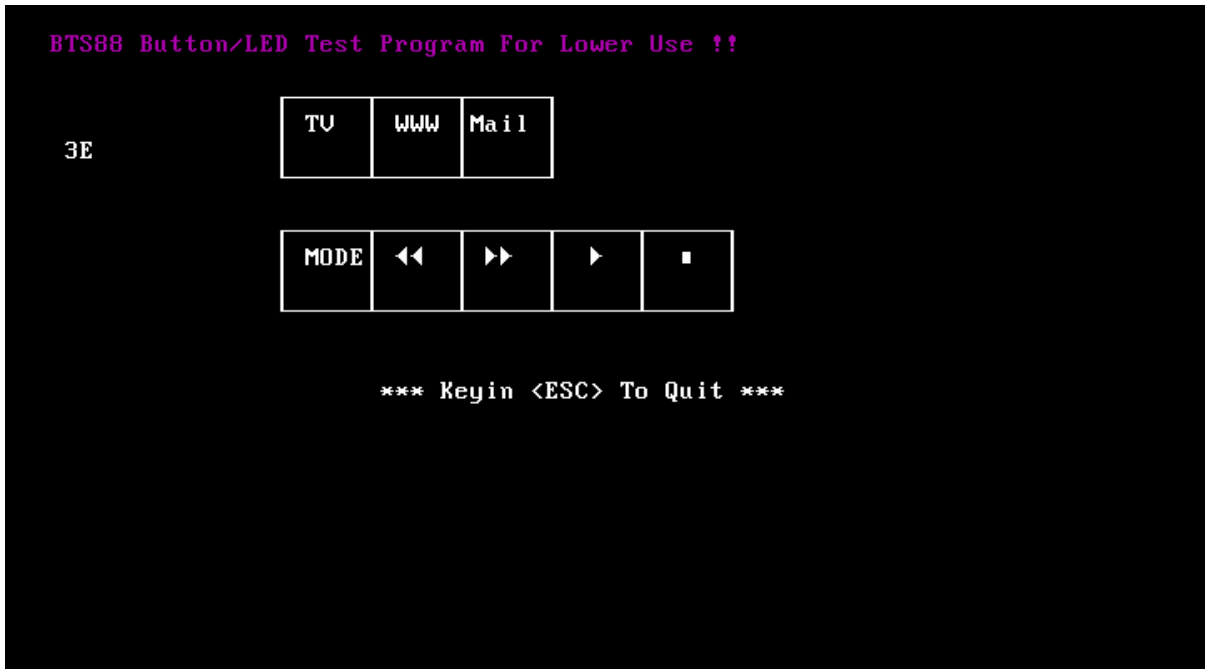 BTS88 Button/LED Test Program For Lower Use !!
TV WWW Mail
3E
MODE ◀◀ ▶▶ ▶ ■
*** Keyin <ESC> To Quit ***